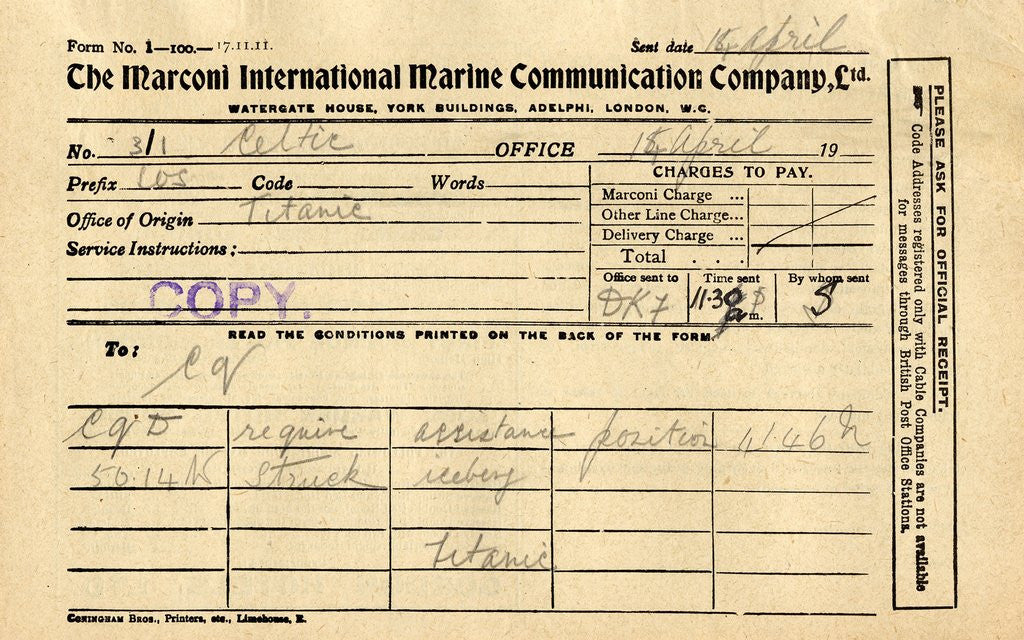 Form No. 1—100.— 17.11.11.
Sent date 15 April
The Marconi International Marine Communication Company, Ltd.
WATERGATE HOUSE, YORK BUILDINGS, ADELPHI, LONDON, W.C.
No. 3/1 Celtic OFFICE 15 April 19
Prefix Code Words
Office of Origin Titanic
Service Instructions:
CHARGES TO PAY.
Marconi Charge ...
Other Line Charge...
Delivery Charge ...
Total . . .
Office sent to Time sent By whom sent
11.30 m. S
COPY.
READ THE CONDITIONS PRINTED ON THE BACK OF THE FORM.
To:
Cq
CqD require assistance position 41.46 N
50.14 W Struck iceberg
Titanic
Coningham Bros., Printers, etc., Limehouse, E.
PLEASE ASK FOR OFFICIAL RECEIPT.
Code Addresses registered only with Cable Companies are not available
for messages through British Post Office Stations.